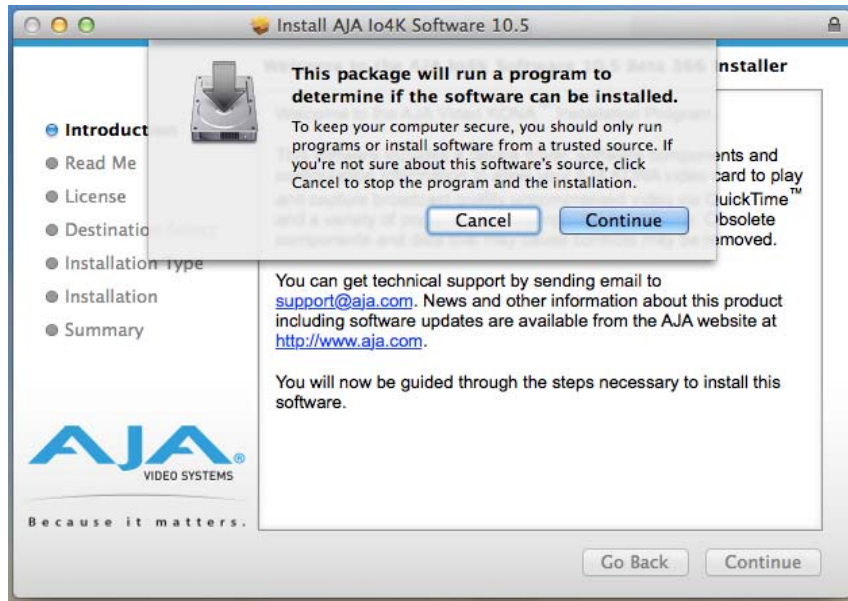 Install AJA Io4K Software 10.5
Installer
This package will run a program to
determine if the software can be installed.
To keep your computer secure, you should only run
programs or install software from a trusted source. If
you're not sure about this software's source, click
Cancel to stop the program and the installation.
Cancel
Continue
Introduct
Read Me
License
Destination
Installation Type
Installation
Summary
ents and
card to play
QuickTime™
Obsolete
emoved.
You can get technical support by sending email to
support@aja.com. News and other information about this product
including software updates are available from the AJA website at
http://www.aja.com.
You will now be guided through the steps necessary to install this
software.
AJA®
VIDEO SYSTEMS
Because it matters.
Go Back
Continue